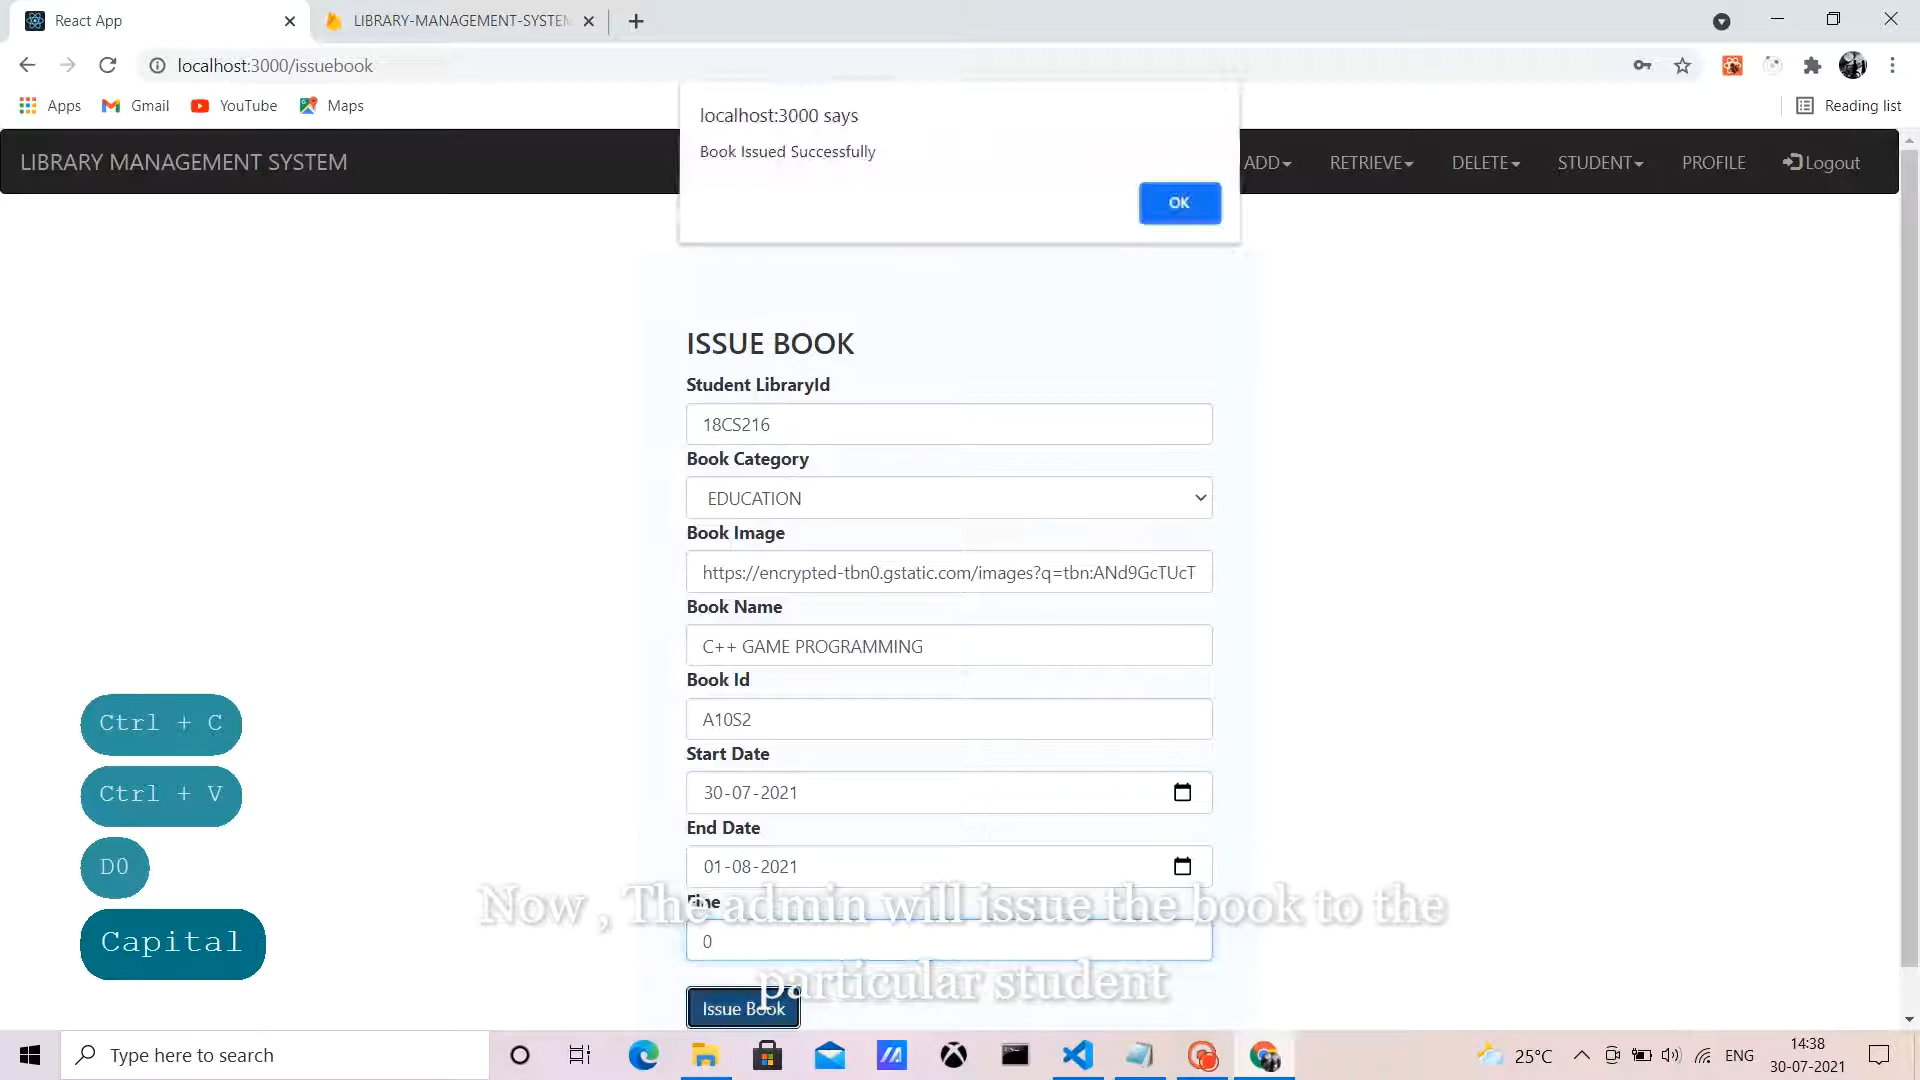 React App
LIBRARY-MANAGEMENT-SYSTEM
localhost:3000/issuebook
Apps
Gmail
YouTube
Maps
Reading list
localhost:3000 says
Book Issued Successfully
OK
LIBRARY MANAGEMENT SYSTEM
ADD
RETRIEVE
DELETE
STUDENT
PROFILE
Logout
ISSUE BOOK
Student LibraryId
18CS216
Book Category
EDUCATION
Book Image
https://encrypted-tbn0.gstatic.com/images?q=tbn:ANd9GcTUcT
Book Name
C++ GAME PROGRAMMING
Book Id
A10S2
Start Date
30-07-2021
End Date
01-08-2021
Fine
0
Issue Book
Ctrl + C
Ctrl + V
D0
Capital
Now , The admin will issue the book to the
particular student
Type here to search
25°C
ENG
14:38
30-07-2021